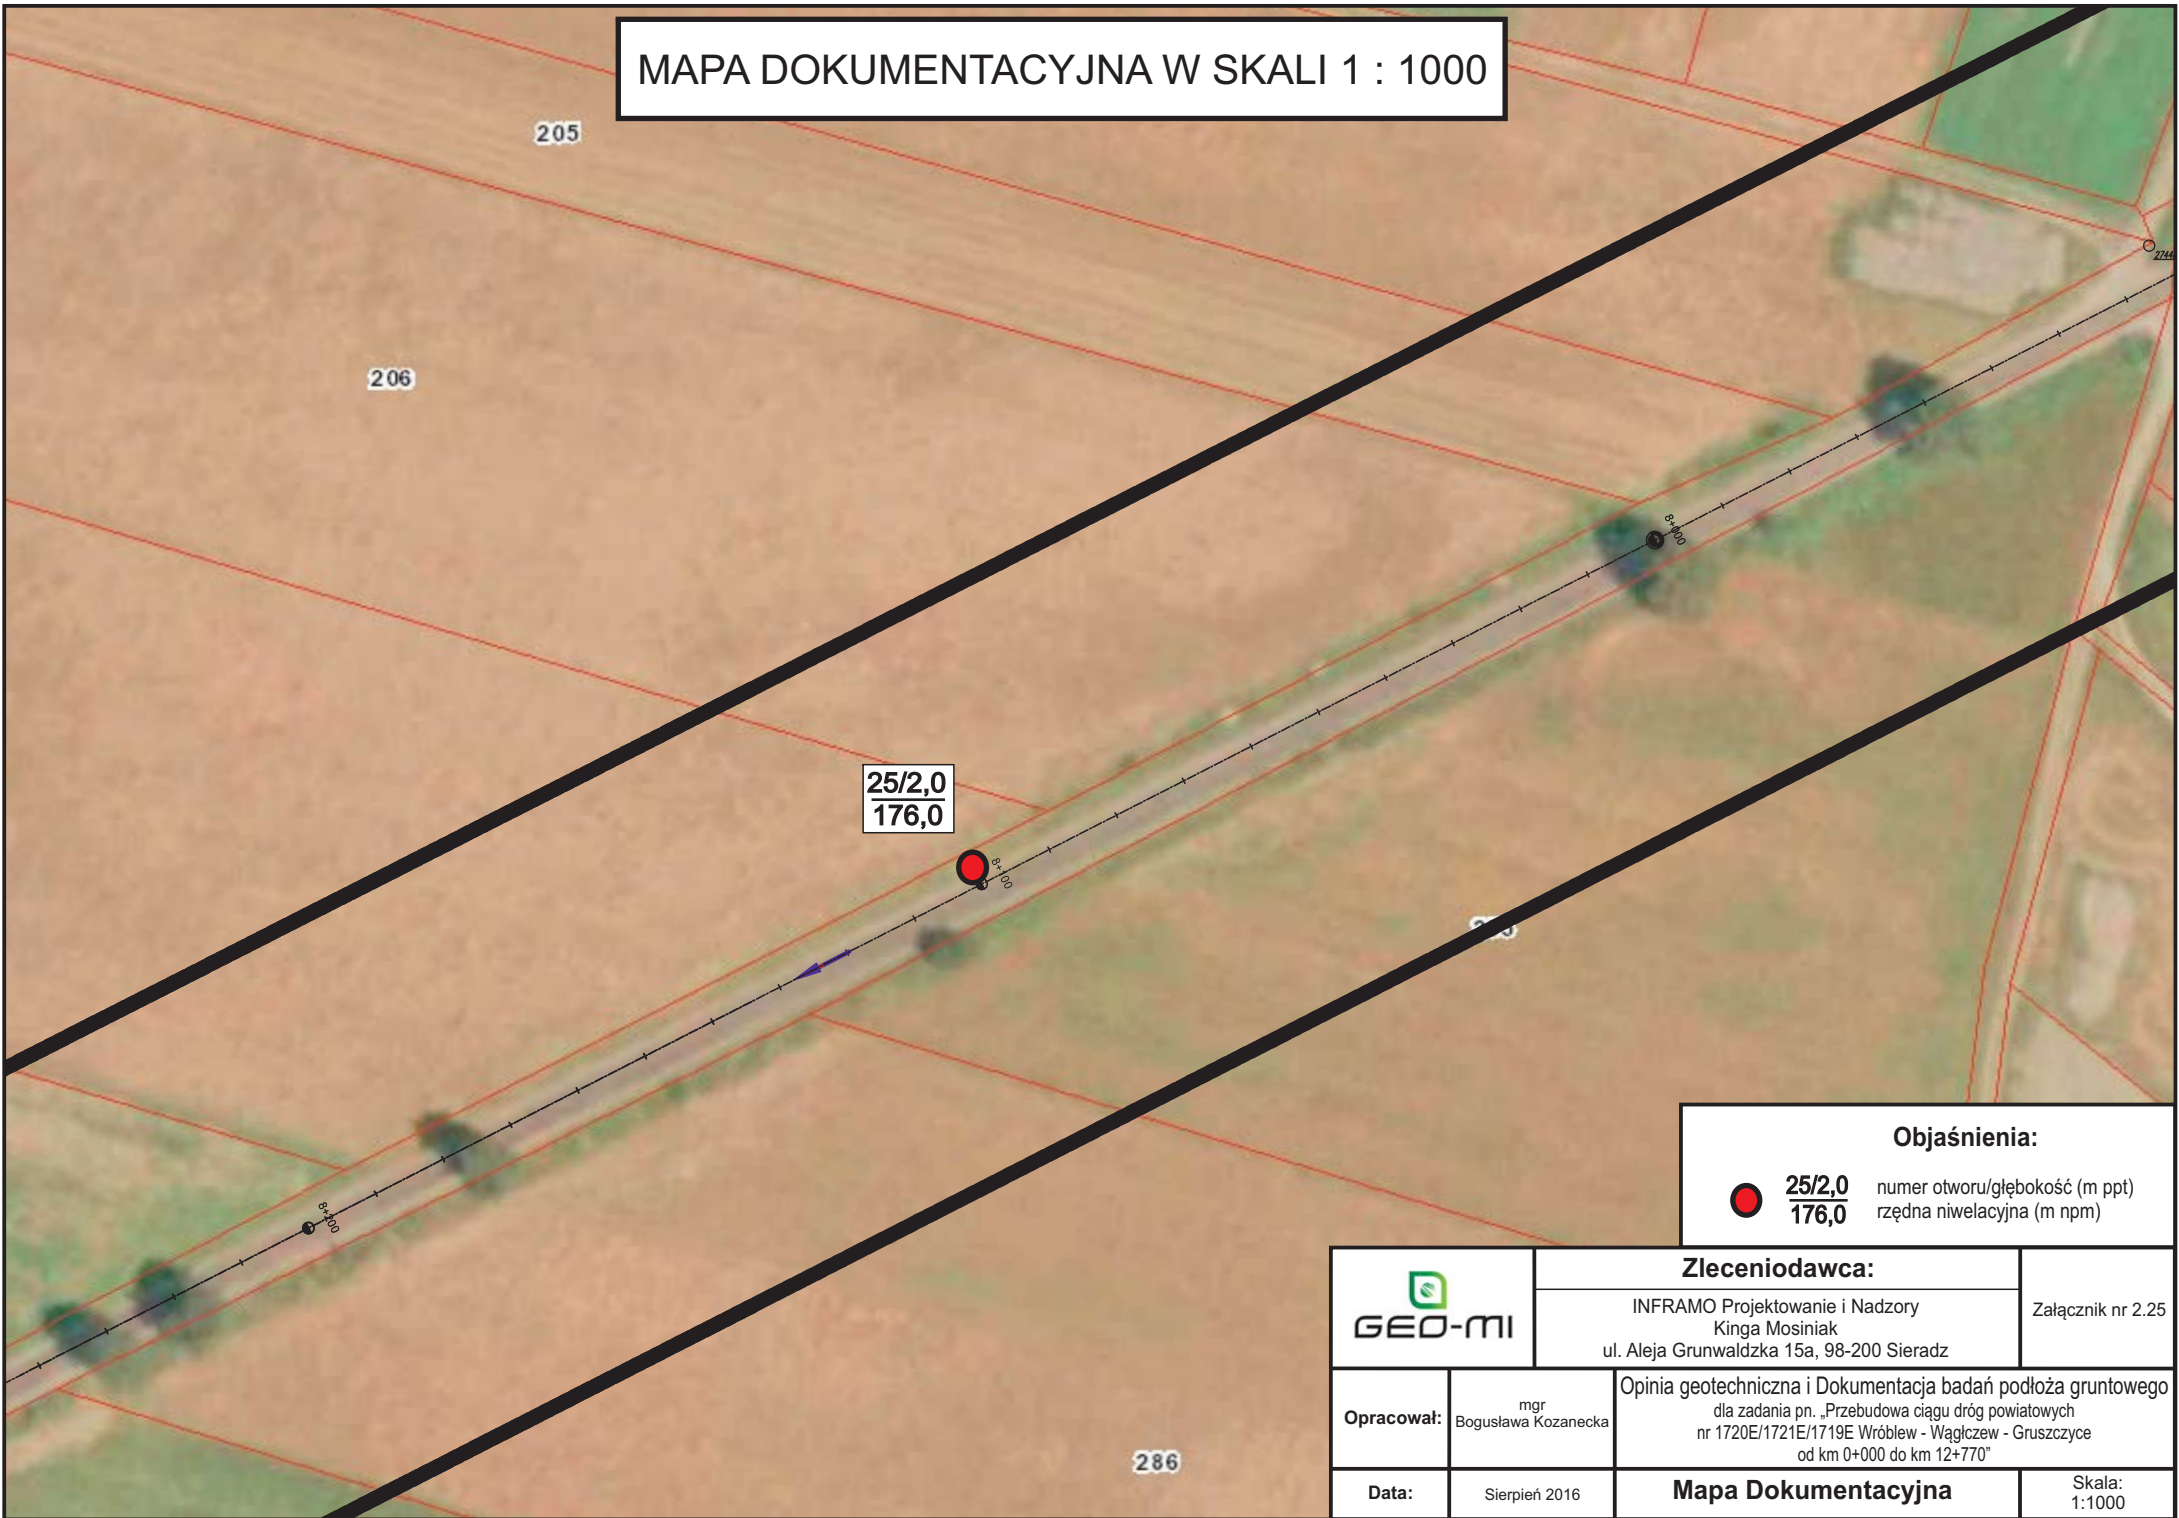 MAPA DOKUMENTACYJNA W SKALI 1 : 1000
205
206
2744
8+000
25/2,0
176,0
8+100
8+200
286
Objaśnienia:
25/2,0 numer otworu/głębokość (m ppt)
176,0 rzędna niwelacyjna (m npm)
GEO-MI
Zleceniodawca:
INFRAMO Projektowanie i Nadzory
Kinga Mosiniak
ul. Aleja Grunwaldzka 15a, 98-200 Sieradz
Załącznik nr 2.25
Opracował:
mgr
Bogusława Kozanecka
Opinia geotechniczna i Dokumentacja badań podłoża gruntowego
dla zadania pn. „Przebudowa ciągu dróg powiatowych
nr 1720E/1721E/1719E Wróblew - Wągłczew - Gruszczyce
od km 0+000 do km 12+770”
Data:
Sierpień 2016
Mapa Dokumentacyjna
Skala:
1:1000